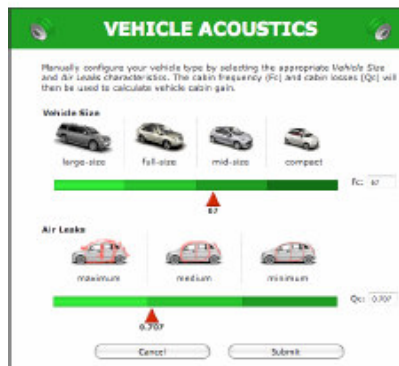 VEHICLE ACOUSTICS
Manually configure your vehicle type by selecting the appropriate Vehicle Size
and Air Leaks characteristics. The cabin frequency (Fc) and cabin losses (Qc) will
then be used to calculate vehicle cabin gain.
Vehicle Size
large-size full-size mid-size compact
Fc: 67
67
Air Leaks
maximum medium minimum
Qc: 0.707
0.707
Cancel Submit